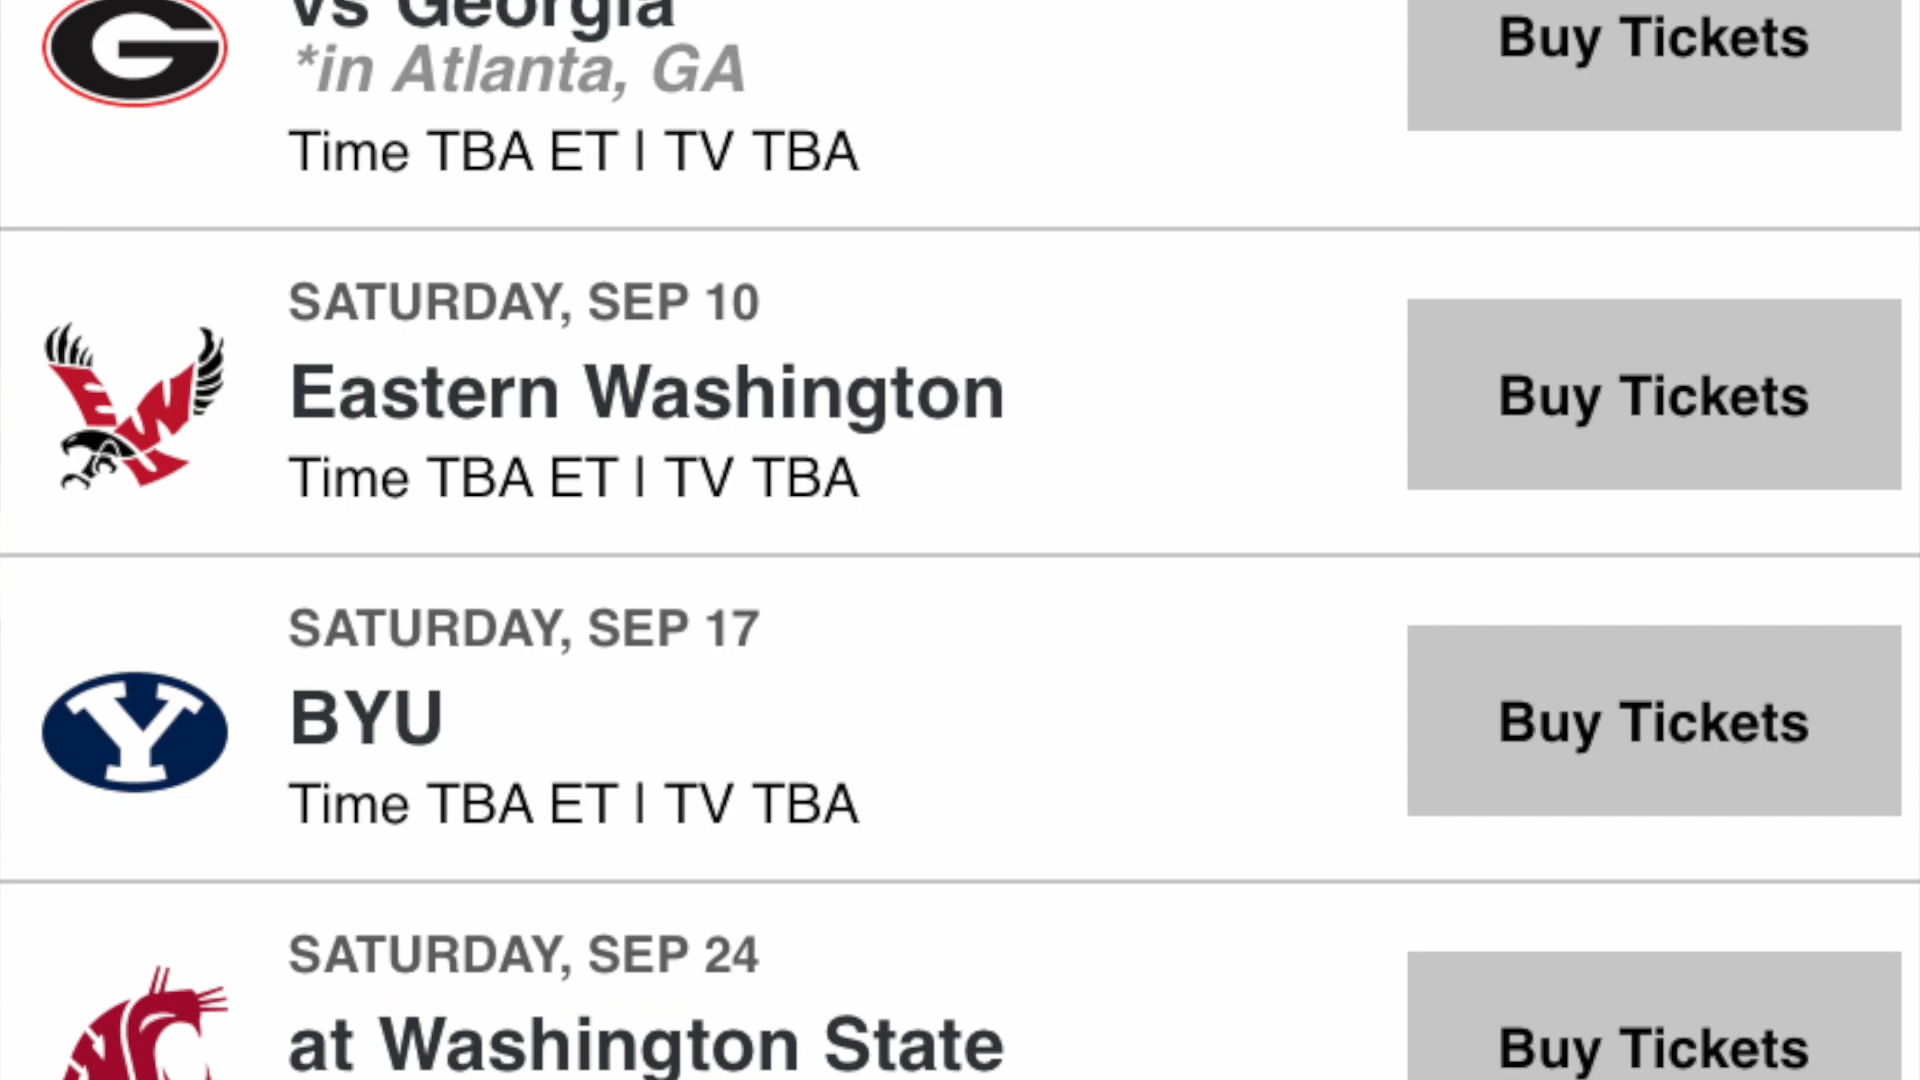 vs Georgia
*in Atlanta, GA
Time TBA ET | TV TBA
Buy Tickets
SATURDAY, SEP 10
Eastern Washington
Time TBA ET | TV TBA
Buy Tickets
SATURDAY, SEP 17
BYU
Time TBA ET | TV TBA
Buy Tickets
SATURDAY, SEP 24
at Washington State
Buy Tickets